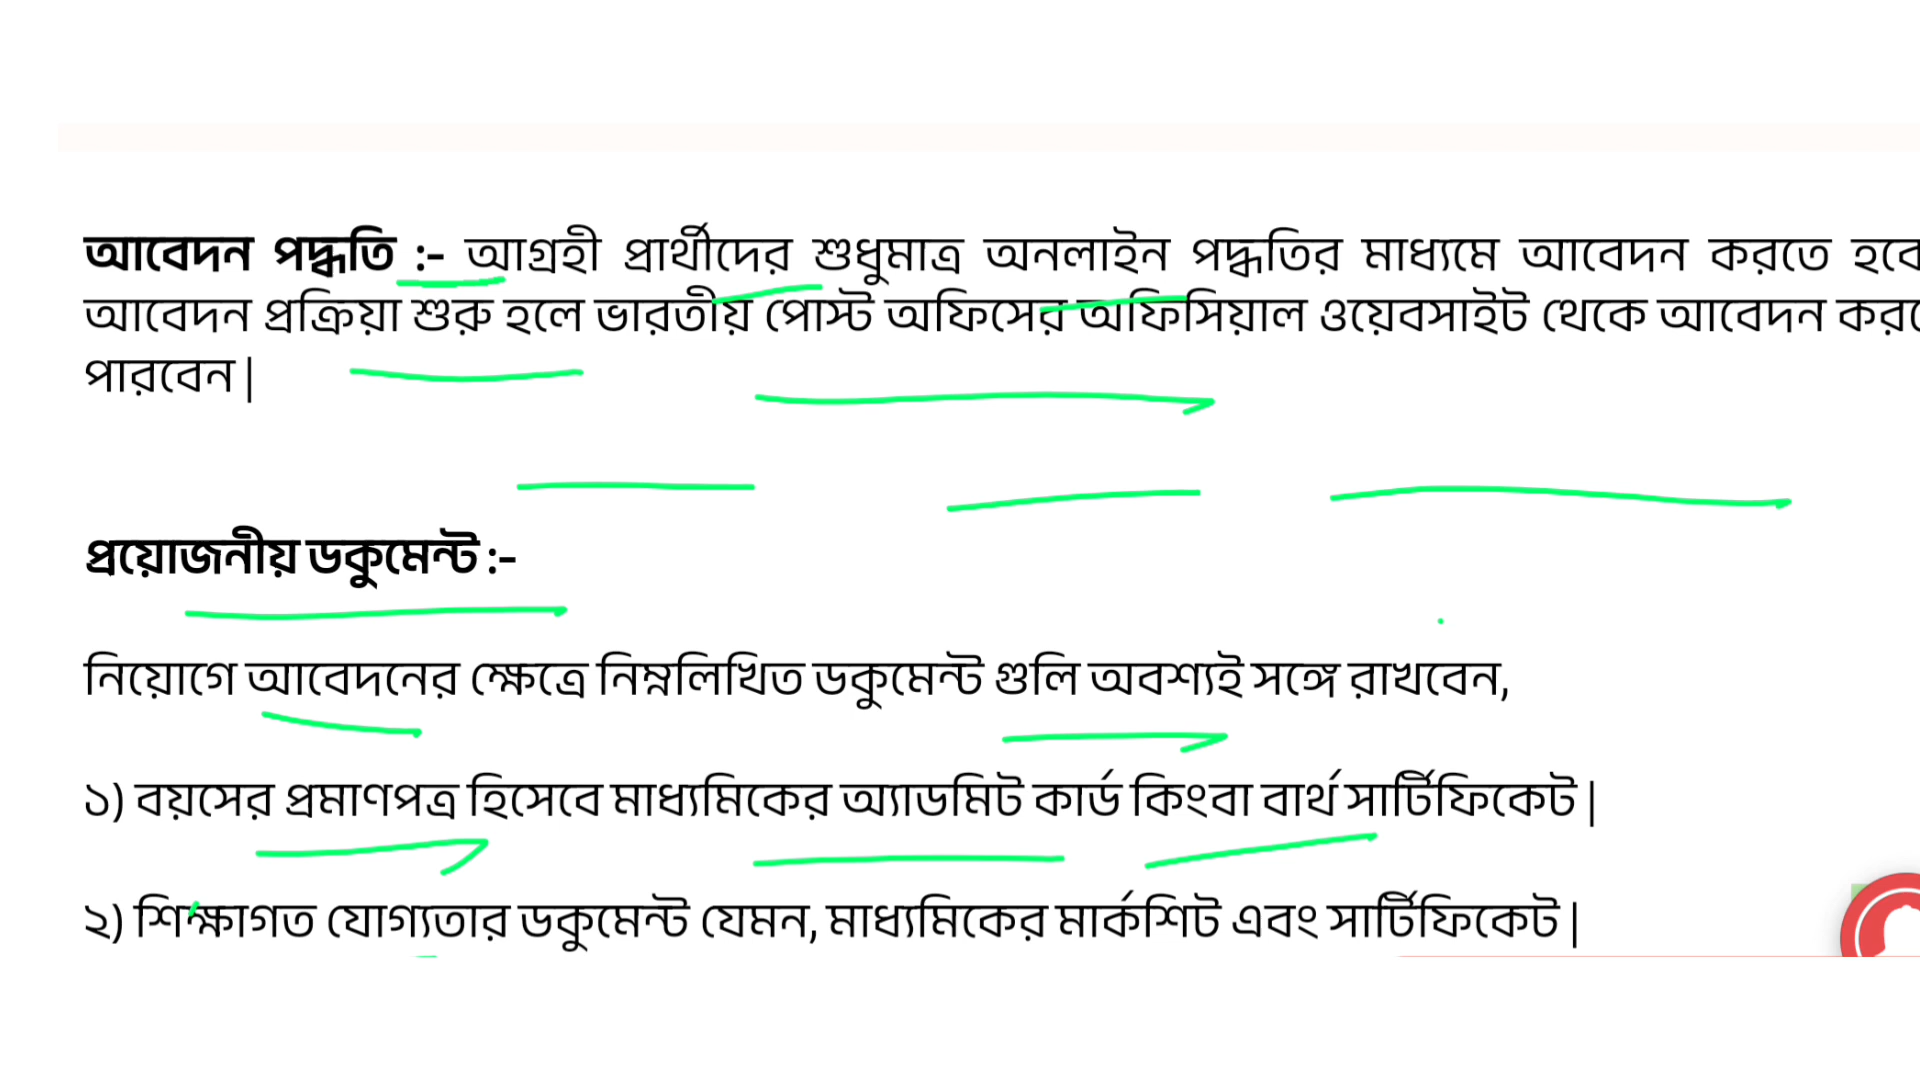 আবেদন পদ্ধতি :- আগ্রহী প্রার্থীদের শুধুমাত্র অনলাইন পদ্ধতির মাধ্যমে আবেদন করতে হবে
আবেদন প্রক্রিয়া শুরু হলে ভারতীয় পোস্ট অফিসের অফিসিয়াল ওয়েবসাইট থেকে আবেদন
পারবেন|
প্রয়োজনীয় ডকুমেন্ট :-
নিয়োগে আবেদনের ক্ষেত্রে নিম্নলিখিত ডকুমেন্ট গুলি অবশ্যই সঙ্গে রাখবেন,
১) বয়সের প্রমাণপত্র হিসেবে মাধ্যমিকের অ্যাডমিট কার্ড কিংবা বার্থ সার্টিফিকেট|
২) শিক্ষাগত যোগ্যতার ডকুমেন্ট যেমন, মাধ্যমিকের মার্কশিট এবং সার্টিফিকেট|